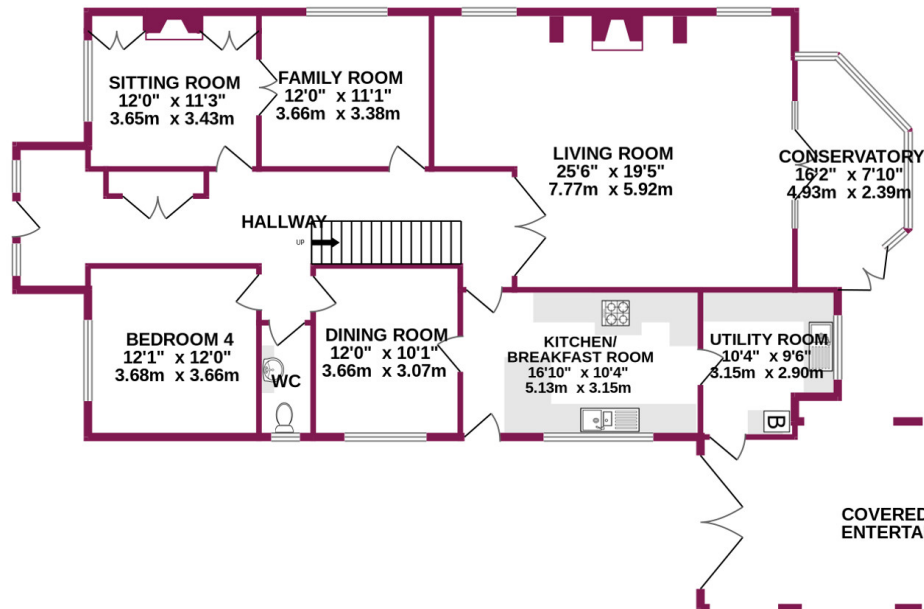 SITTING ROOM
12'0" x 11'3"
3.65m x 3.43m
FAMILY ROOM
12'0" x 11'1"
3.66m x 3.38m
LIVING ROOM
25'6" x 19'5"
7.77m x 5.92m
CONSERVATORY
16'2" x 7'10"
4.93m x 2.39m
HALLWAY
UP
BEDROOM 4
12'1" x 12'0"
3.68m x 3.66m
WC
DINING ROOM
12'0" x 10'1"
3.66m x 3.07m
KITCHEN/
BREAKFAST ROOM
16'10" x 10'4"
5.13m x 3.15m
UTILITY ROOM
10'4" x 9'6"
3.15m x 2.90m
B
COVERED
ENTERTA